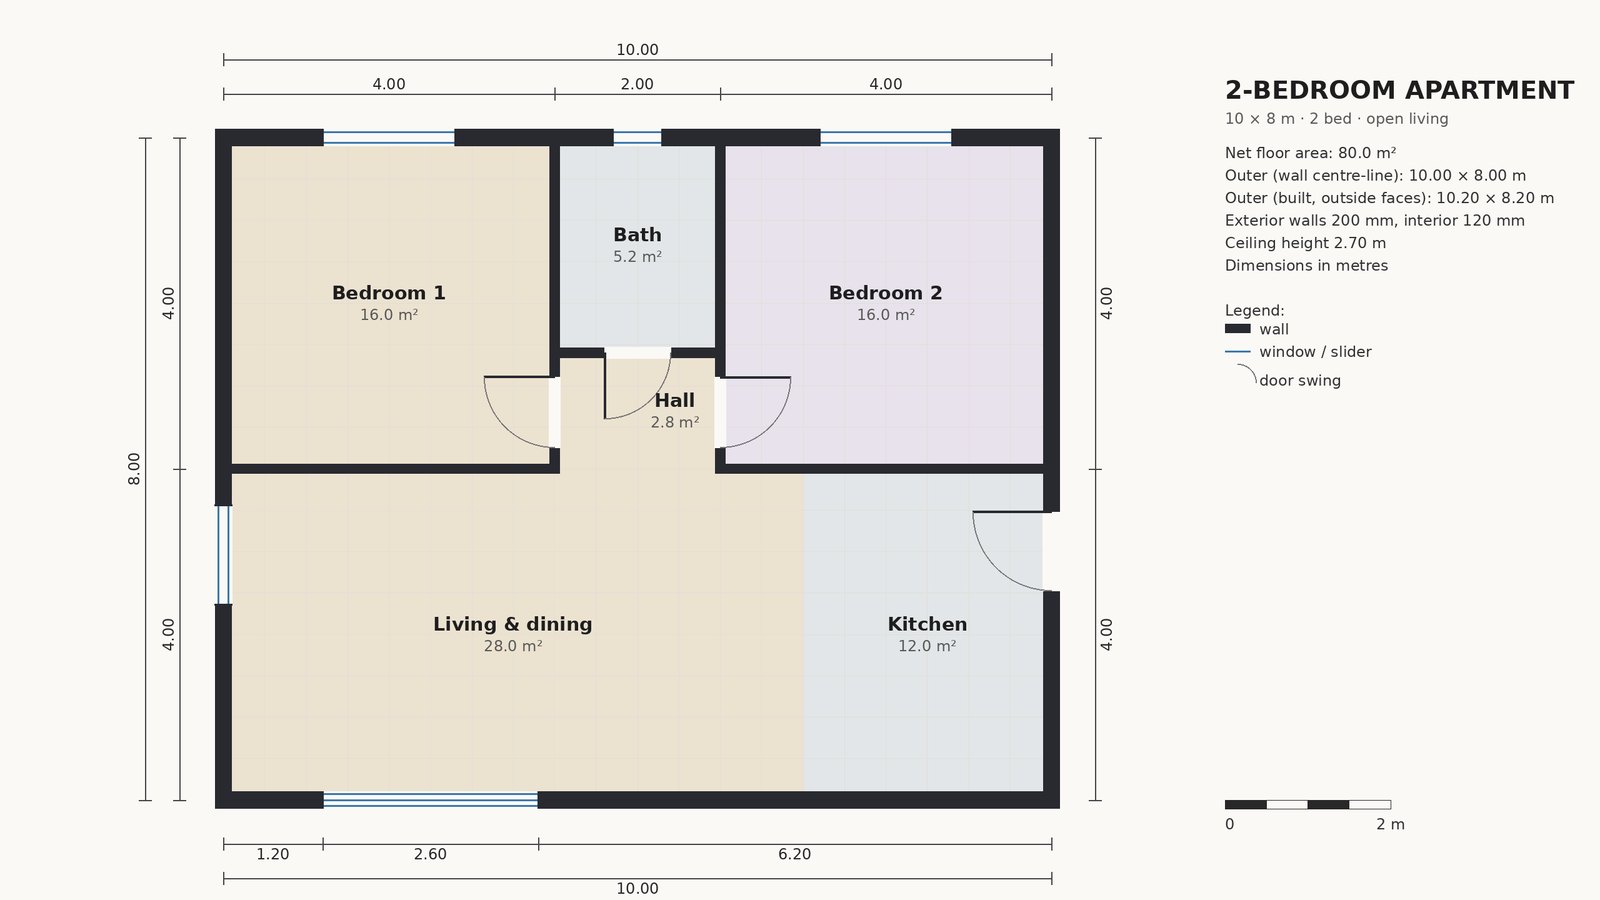 10.00
4.00
2.00
4.00
2-BEDROOM APARTMENT
10 × 8 m · 2 bed · open living
Net floor area: 80.0 m²
Outer (wall centre-line): 10.00 × 8.00 m
Outer (built, outside faces): 10.20 × 8.20 m
Exterior walls 200 mm, interior 120 mm
Ceiling height 2.70 m
Dimensions in metres
Legend:
wall
window / slider
door swing
Bath
5.2 m²
Bedroom 1
16.0 m²
Bedroom 2
16.0 m²
4.00
4.00
Hall
2.8 m²
8.00
Living & dining
28.0 m²
Kitchen
12.0 m²
4.00
4.00
0
2 m
1.20
2.60
6.20
10.00